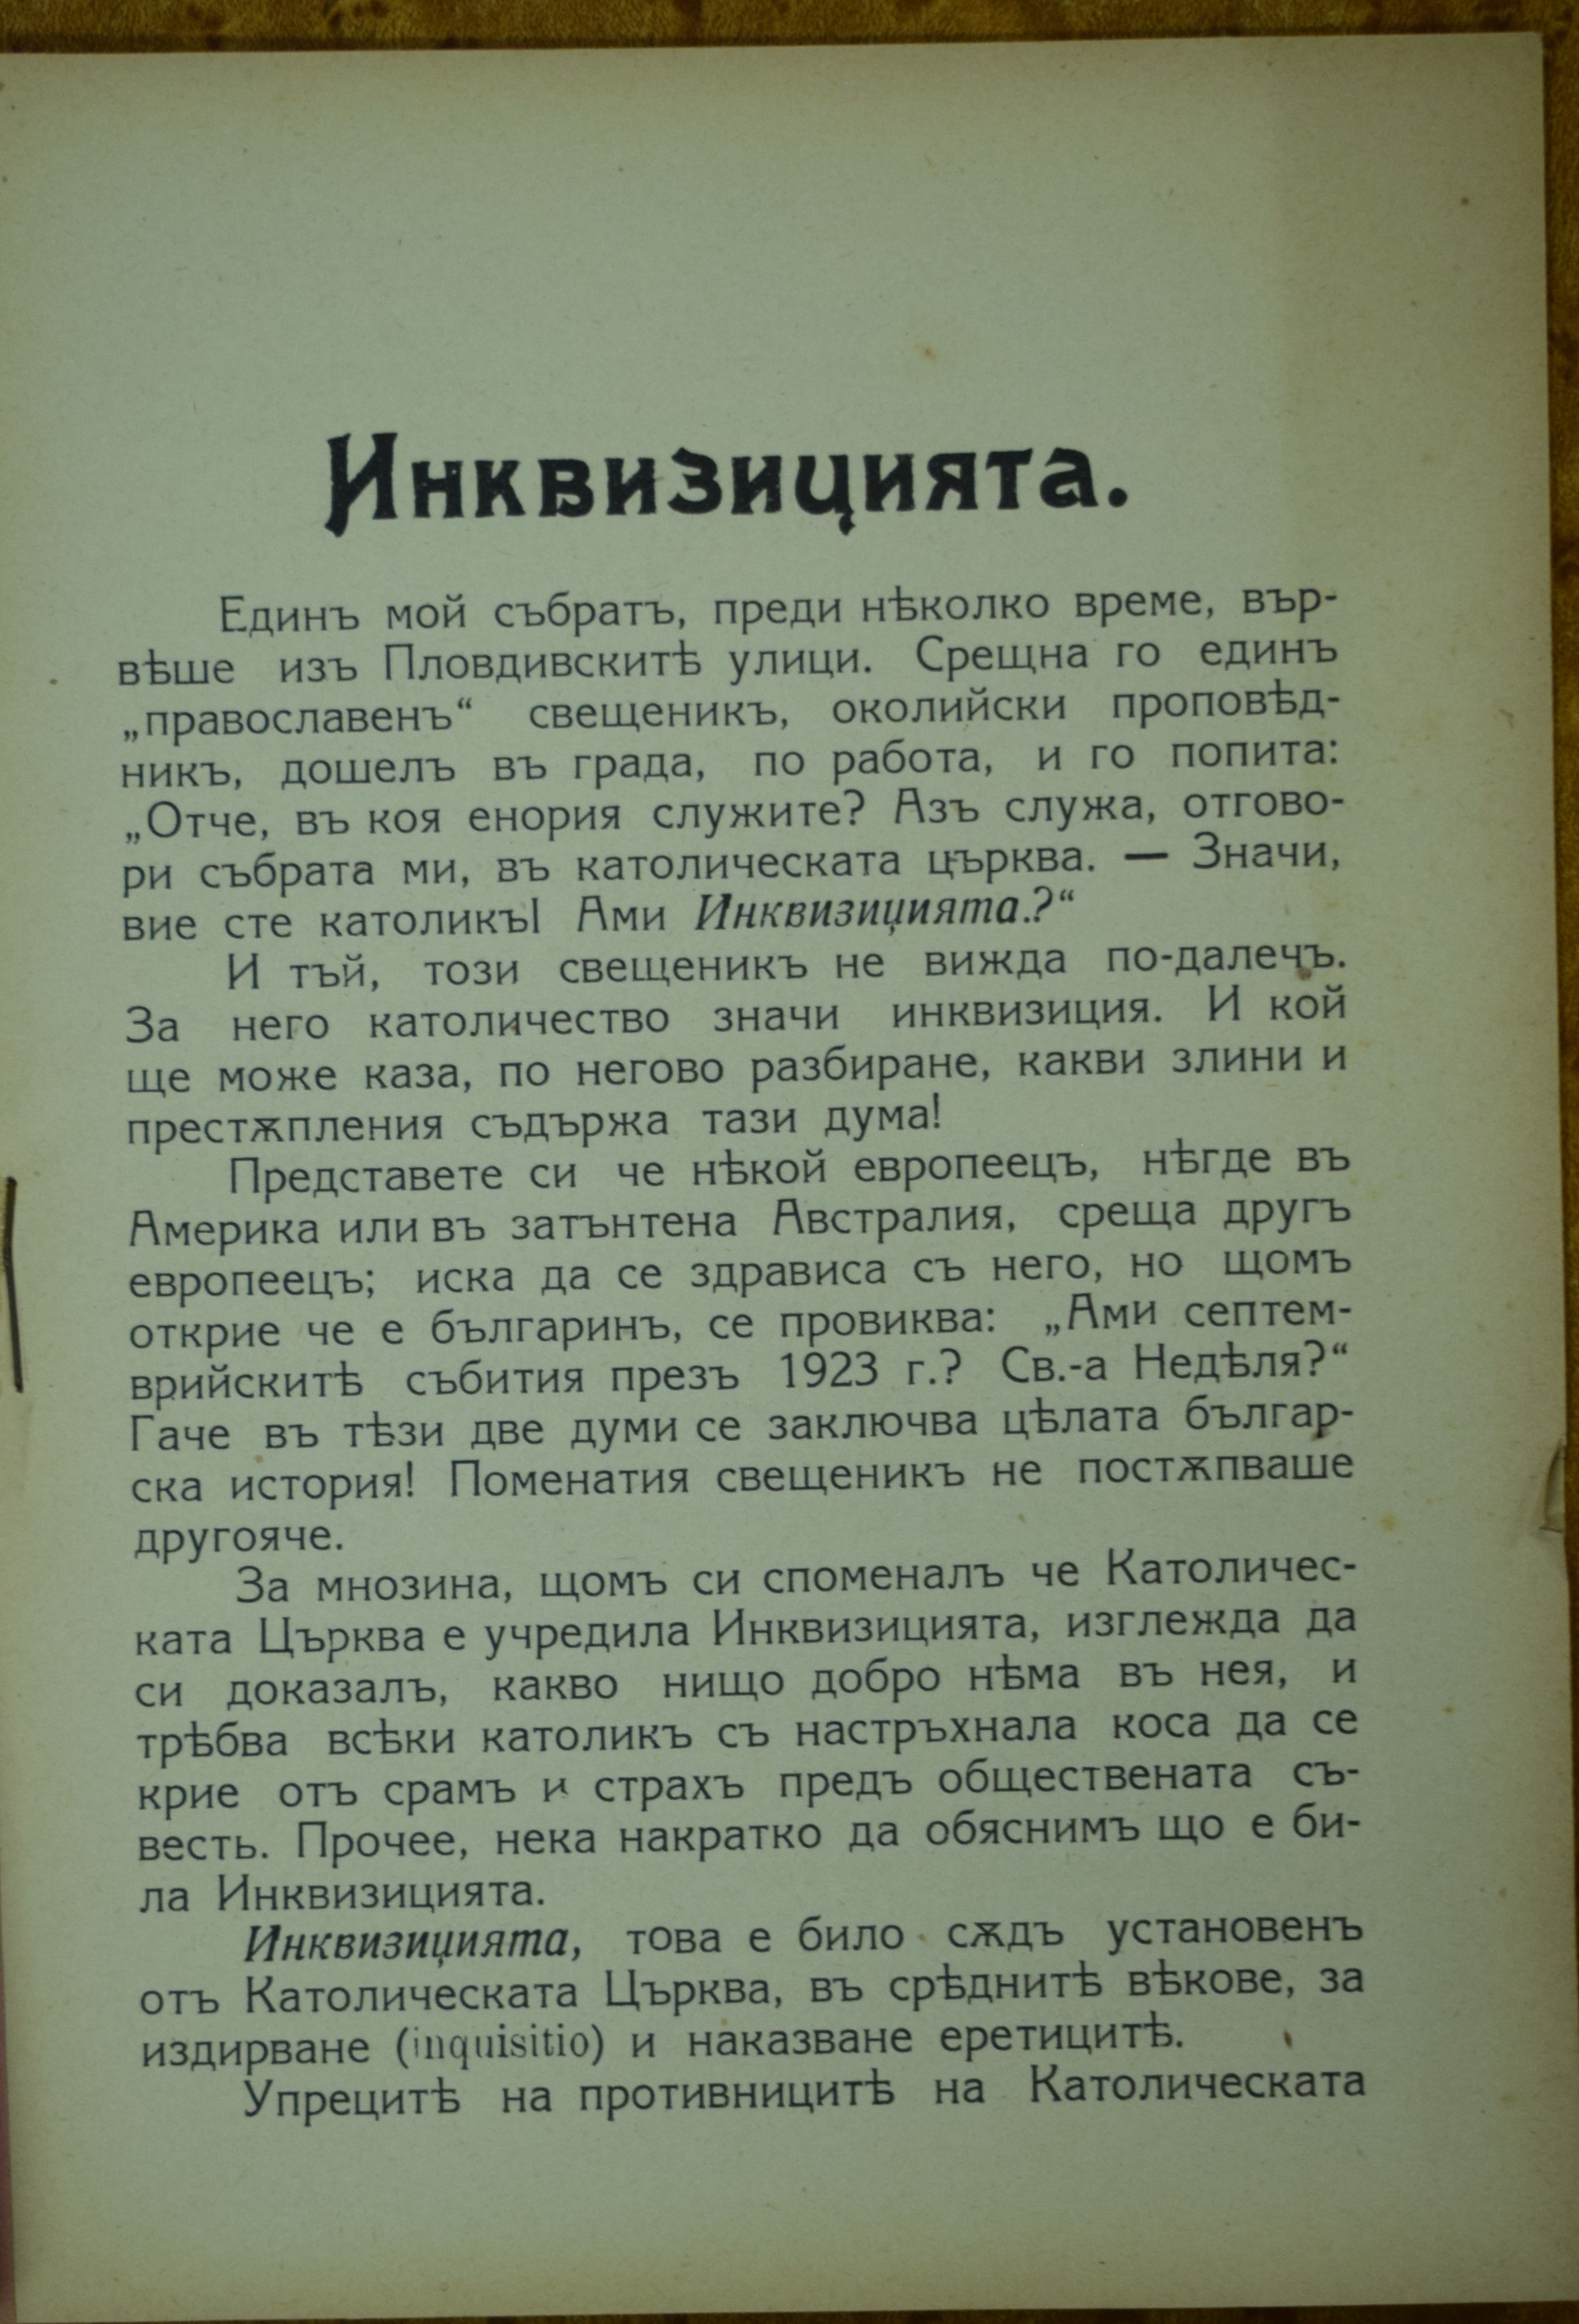 Инквизицията.
Единъ мой събратъ, преди нѣколко време, вър-
вѣше изъ Пловдивскитѣ улици. Срещна го единъ
„православенъ“ свещеникъ, околийски проповѣд-
никъ, дошелъ въ града, по работа, и го попита:
„Отче, въ коя енория служите? Азъ служа, отгово-
ри събрата ми, въ католическата църква. — Значи,
вие сте католикъ! Ами Инквизицията.?“
И тъй, този свещеникъ не вижда по-далечъ.
За него католичество значи инквизиция. И кой
ще може каза, по негово разбиране, какви злини и
престѫпления съдържа тази дума!
Представете си че нѣкой европеецъ, нѣгде въ
Америка или въ затънтена Австралия, среща другъ
европеецъ; иска да се здрависа съ него, но щомъ
открие че е българинъ, се провиква: „Ами септем-
врийскитѣ събития презъ 1923 г.? Св.-а Недѣля?“
Гаче въ тѣзи две думи се заключва цѣлата българ-
ска история! Поменатия свещеникъ не постѫпваше
другояче.
За мнозина, щомъ си споменалъ че Католичес-
ката Църква е учредила Инквизицията, изглежда да
си доказалъ, какво нищо добро нѣма въ нея, и
трѣбва всѣки католикъ съ настръхнала коса да се
крие отъ срамъ и страхъ предъ обществената съ-
весть. Прочее, нека накратко да обяснимъ що е би-
ла Инквизицията.
Инквизицията, това е било сѫдъ установенъ
отъ Католическата Църква, въ срѣднитѣ вѣкове, за
издирване (inquisitio) и наказване еретицитѣ.
Упрецитѣ на противницитѣ на Католическата